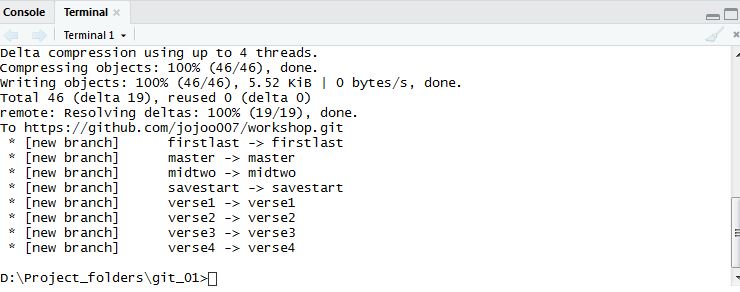 Console Terminal ×
Terminal 1
Delta compression using up to 4 threads.
Compressing objects: 100% (46/46), done.
Writing objects: 100% (46/46), 5.52 KiB | 0 bytes/s, done.
Total 46 (delta 19), reused 0 (delta 0)
remote: Resolving deltas: 100% (19/19), done.
To https://github.com/jojoo007/workshop.git
 * [new branch]      firstlast -> firstlast
 * [new branch]      master -> master
 * [new branch]      midtwo -> midtwo
 * [new branch]      savestart -> savestart
 * [new branch]      verse1 -> verse1
 * [new branch]      verse2 -> verse2
 * [new branch]      verse3 -> verse3
 * [new branch]      verse4 -> verse4
D:\Project_folders\git_01>